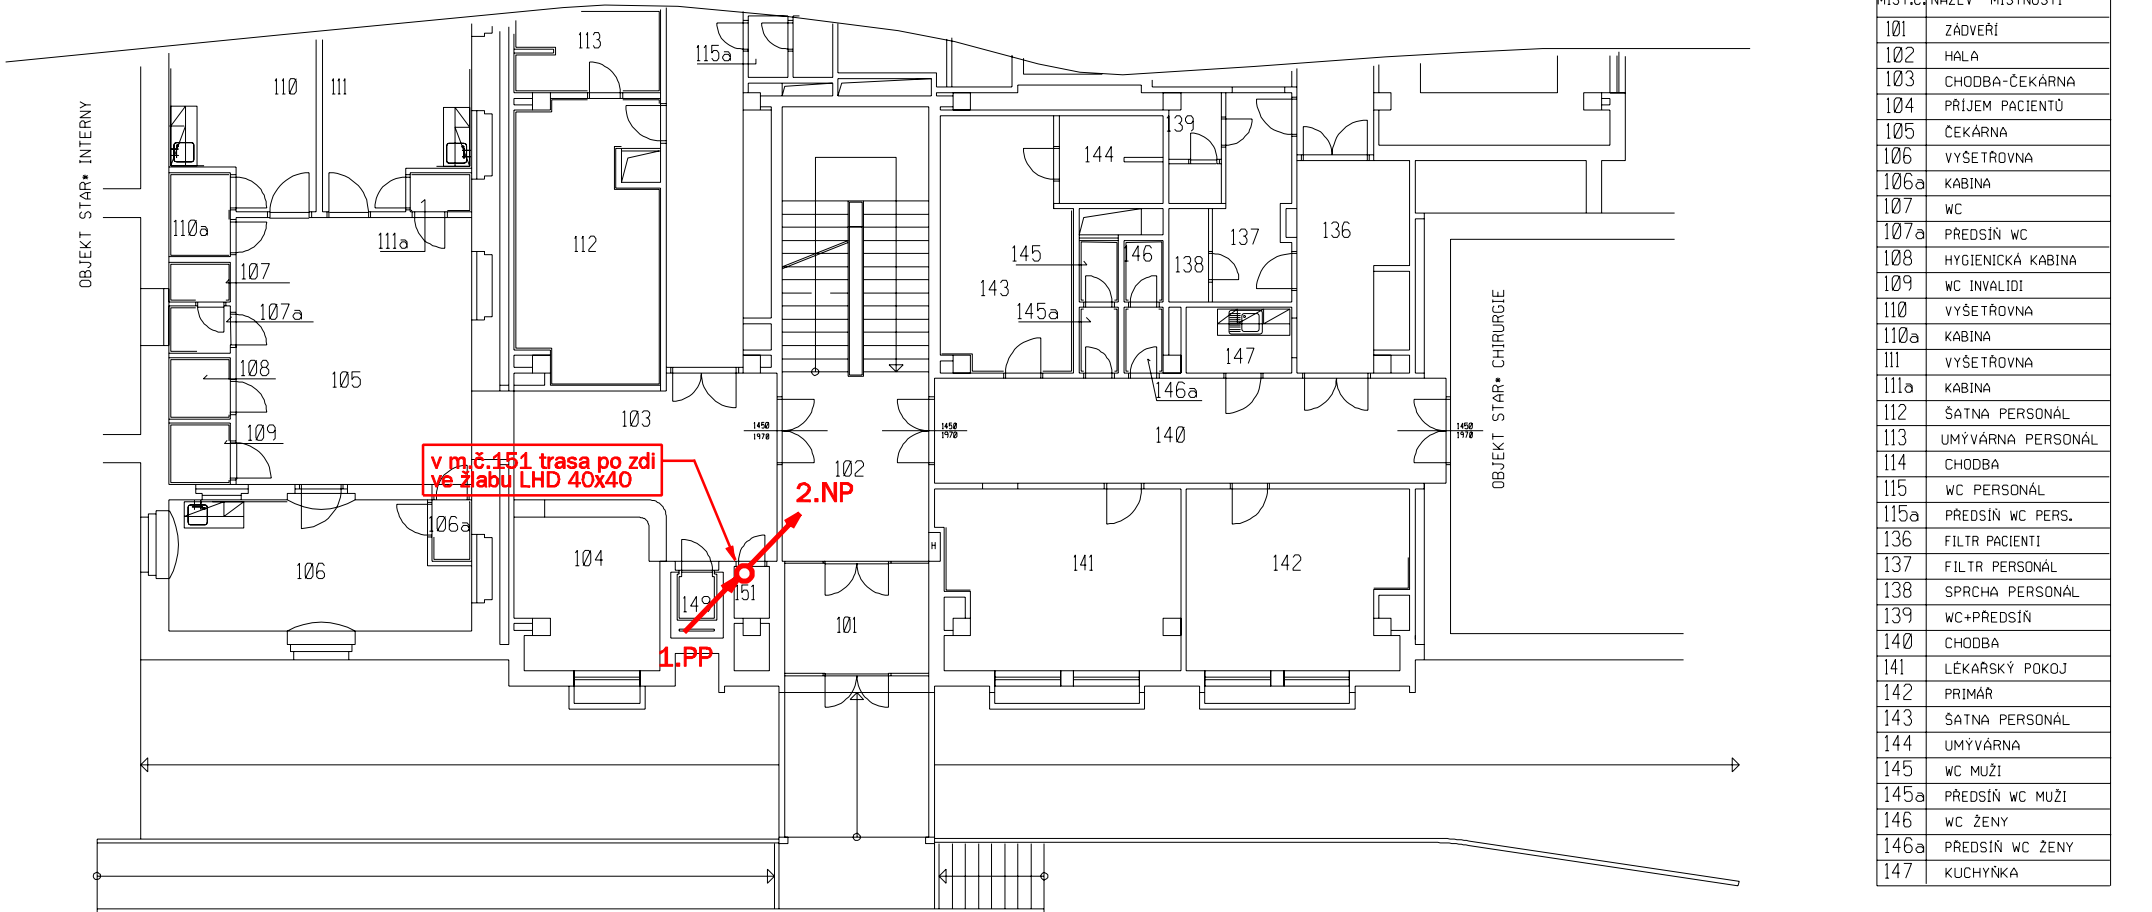 113
115a
110
111
139
144
OBJEKT STAR* INTERNY
110a
111a
112
145
146
137
136
138
143
107
107a
145a
147
108
105
146a
OBJEKT STAR* CHIRURGIE
103
1450
1970
1450
1970
140
1450
1970
109
v m.č.151 trasa po zdi
ve žlabu LHD 40x40
102
2.NP
106a
H
104
106
141
142
149
151
101
1.PP
101 ZÁDVEŘÍ
102 HALA
103 CHODBA-ČEKÁRNA
104 PŘÍJEM PACIENTŮ
105 ČEKÁRNA
106 VYŠETŘOVNA
106a KABINA
107 WC
107a PŘEDSÍŇ WC
108 HYGIENICKÁ KABINA
109 WC INVALIDI
110 VYŠETŘOVNA
110a KABINA
111 VYŠETŘOVNA
111a KABINA
112 ŠATNA PERSONÁL
113 UMÝVÁRNA PERSONÁL
114 CHODBA
115 WC PERSONÁL
115a PŘEDSÍŇ WC PERS.
136 FILTR PACIENTI
137 FILTR PERSONÁL
138 SPRCHA PERSONÁL
139 WC+PŘEDSÍŇ
140 CHODBA
141 LÉKAŘSKÝ POKOJ
142 PRIMÁŘ
143 ŠATNA PERSONÁL
144 UMÝVÁRNA
145 WC MUŽI
145a PŘEDSÍŇ WC MUŽI
146 WC ŽENY
146a PŘEDSÍŇ WC ŽENY
147 KUCHYŇKA